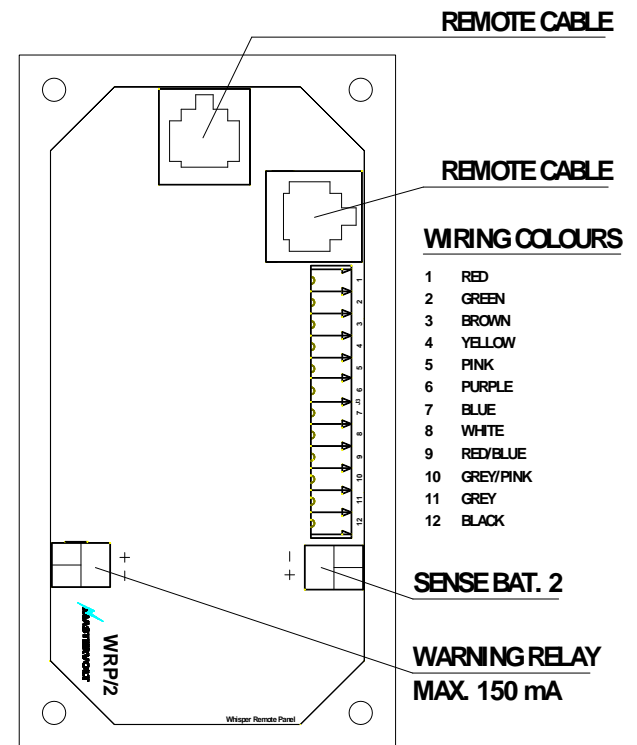 REMOTE CABLE
REMOTE CABLE
WIRING COLOURS
1 RED
2 GREEN
3 BROWN
4 YELLOW
5 PINK
6 PURPLE
7 BLUE
8 WHITE
9 RED/BLUE
10 GREY/PINK
11 GREY
12 BLACK
1
2
3
4
5
6
J3
7
8
9
10
11
12
+
-
-
+
SENSE BAT. 2
WARNING RELAY
MAX. 150 mA
MASTERVOLT
WRP/2
Whisper Remote Panel